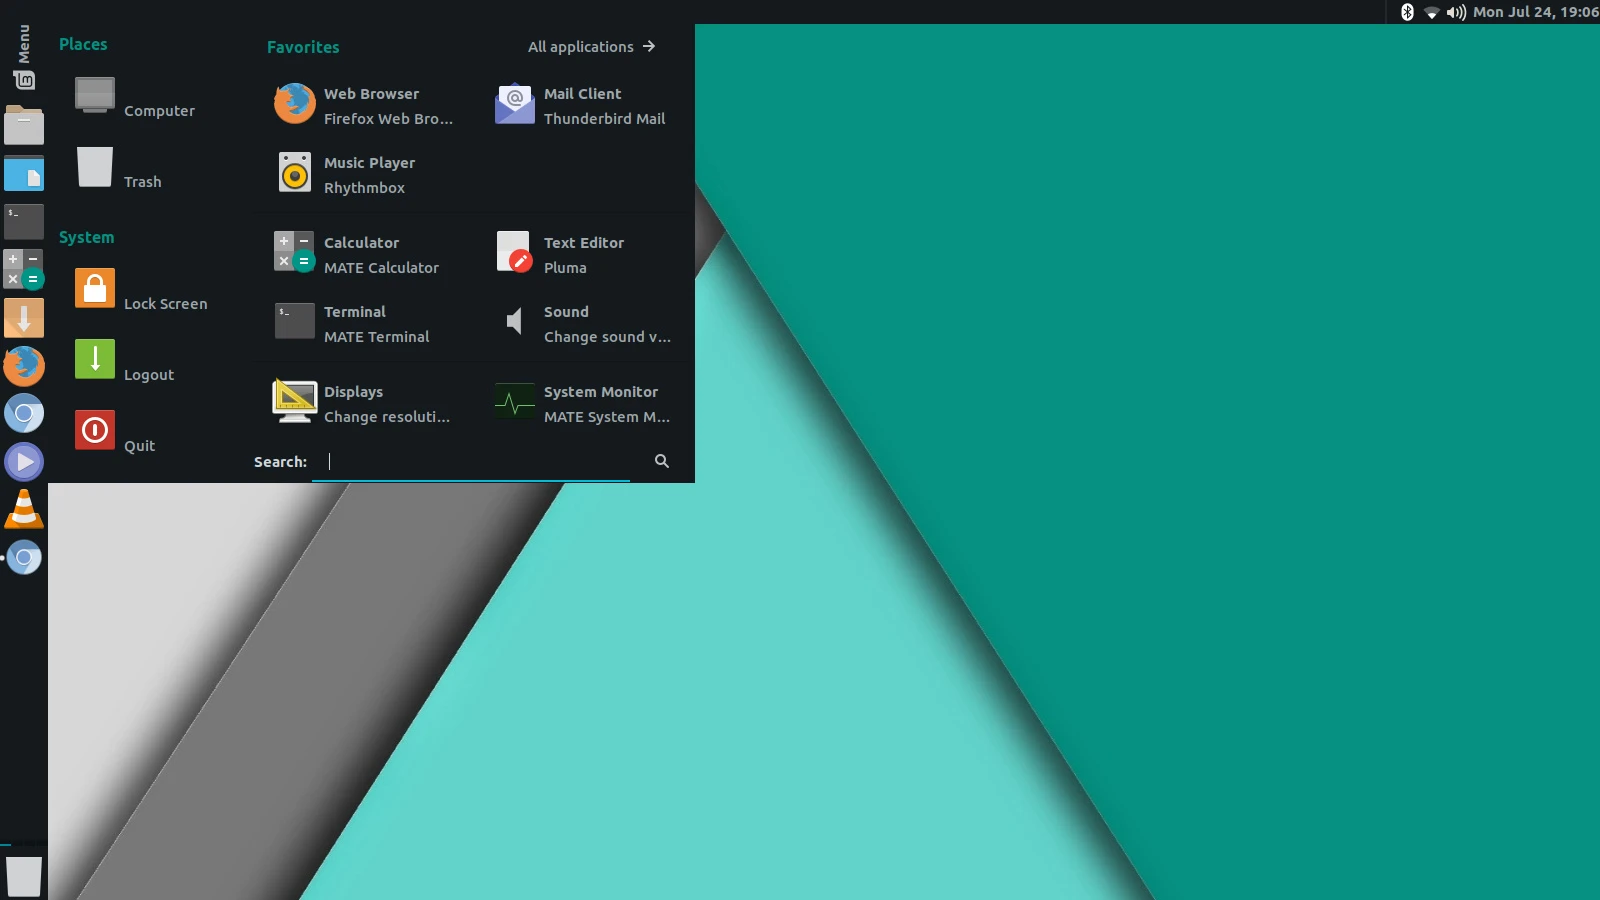 Mon Jul 24, 19:06
Menu
Places
Computer
Trash
System
Lock Screen
Logout
Quit
Favorites
All applications
Web Browser
Firefox Web Bro...
Mail Client
Thunderbird Mail
Music Player
Rhythmbox
Calculator
MATE Calculator
Text Editor
Pluma
Terminal
MATE Terminal
Sound
Change sound v...
Displays
Change resoluti...
System Monitor
MATE System M...
Search: